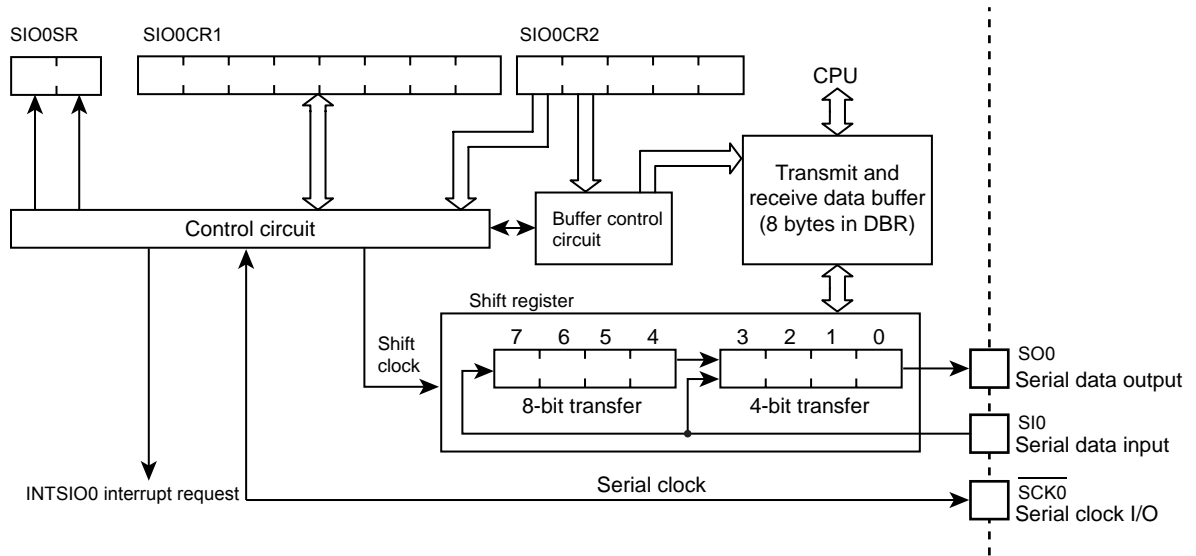 SIO0SR
SIO0CR1
SIO0CR2
CPU
Transmit and
receive data buffer
(8 bytes in DBR)
Control circuit
Buffer control
circuit
Shift register
7 6 5 4 3 2 1 0
Shift
clock
8-bit transfer
4-bit transfer
SO0
Serial data output
SI0
Serial data input
INTSIO0 interrupt request
Serial clock
SCK0
Serial clock I/O